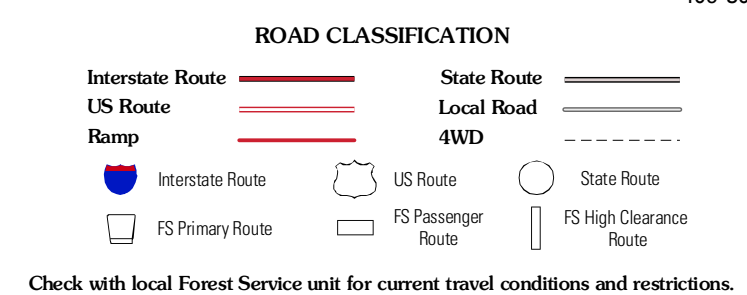 ROAD CLASSIFICATION
Interstate Route
State Route
US Route
Local Road
Ramp
4WD
Interstate Route
US Route
State Route
FS Primary Route
FS Passenger
Route
FS High Clearance
Route
Check with local Forest Service unit for current travel conditions and restrictions.